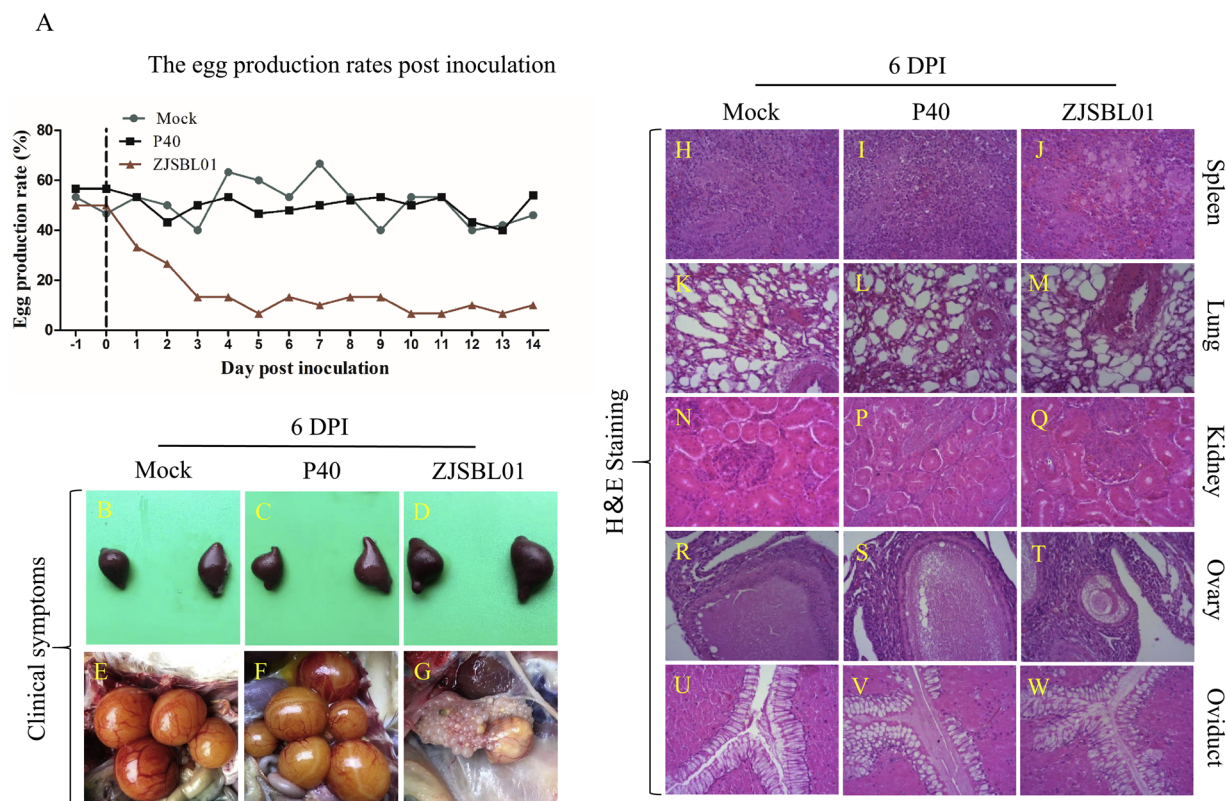 A
The egg production rates post inoculation
Mock
P40
ZJSBL01
Egg production rate (%)
80
60
40
20
0
-1 0 1 2 3 4 5 6 7 8 9 10 11 12 13 14
Day post inoculation
6 DPI
Mock P40 ZJSBL01
Clinical symptoms
B C D
E F G
6 DPI
Mock P40 ZJSBL01
H&E Staining
H I J Spleen
K L M Lung
N P Q Kidney
R S T Ovary
U V W Oviduct